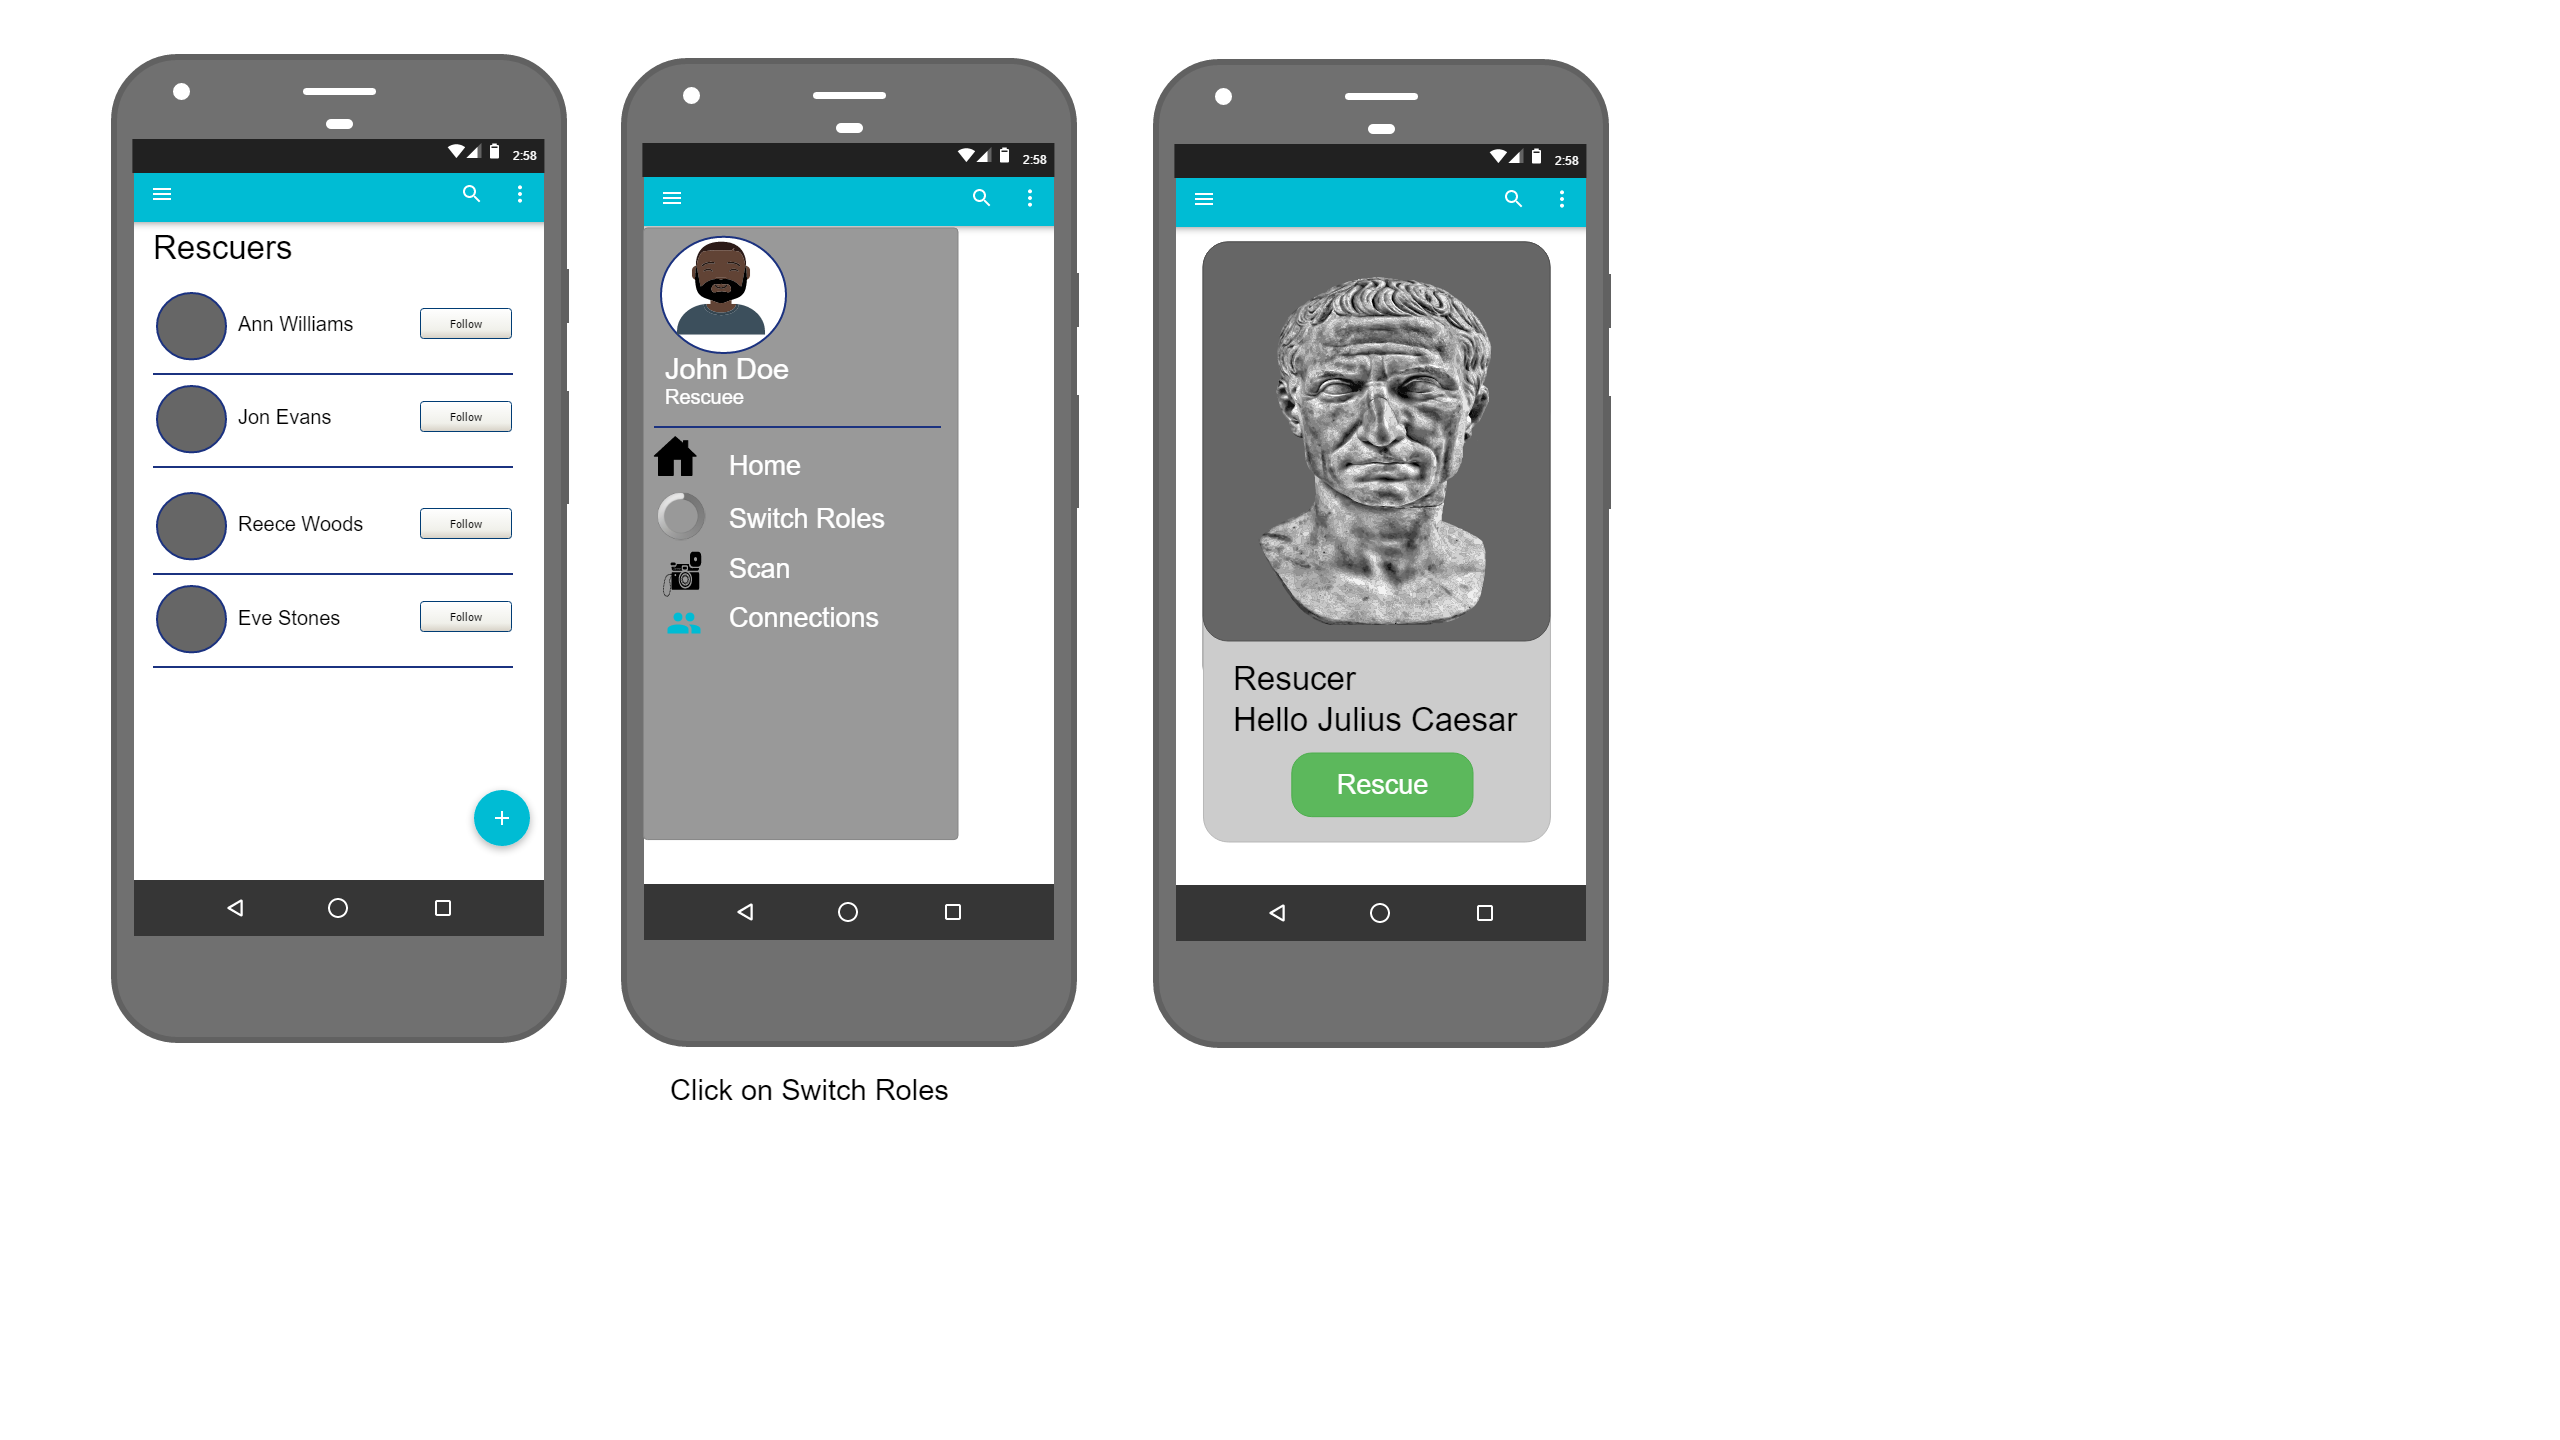 2:58
Rescuers
Ann Williams
Follow
Jon Evans
Follow
Reece Woods
Follow
Eve Stones
Follow
2:58
John Doe
Rescuee
Home
Switch Roles
Scan
Connections
Click on Switch Roles
2:58
Resucer
Hello Julius Caesar
Rescue